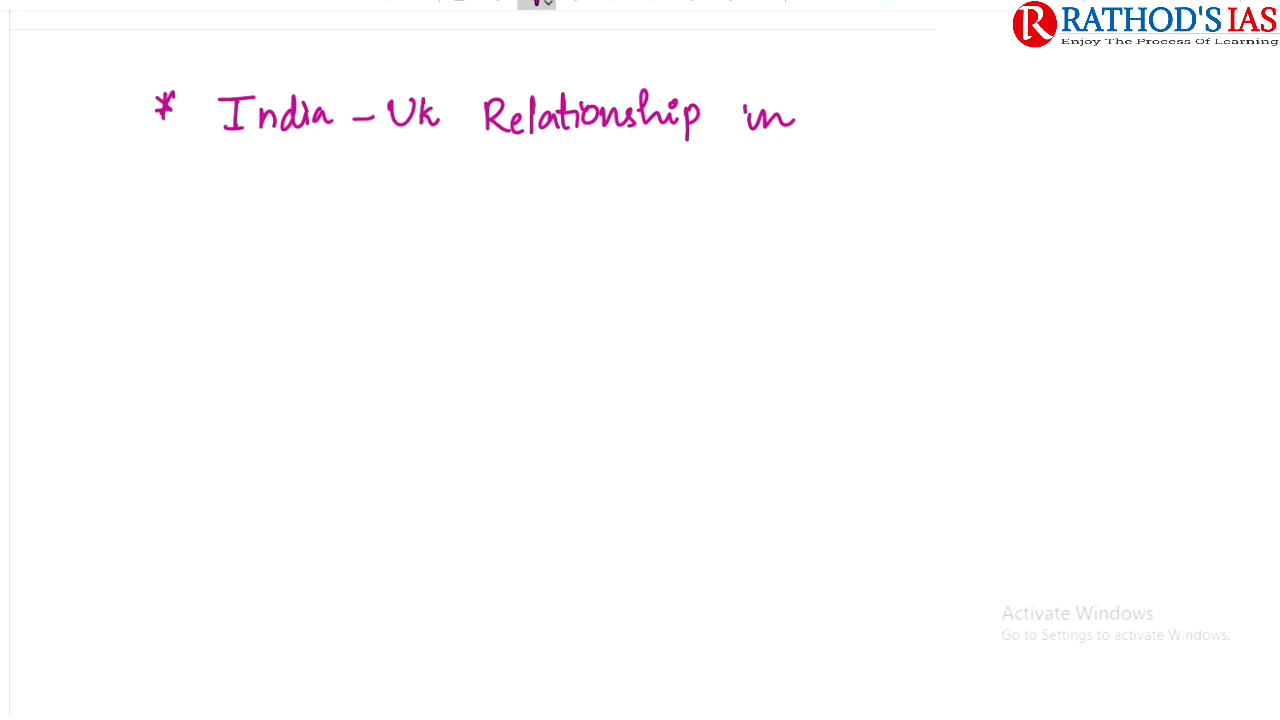 RATHOD'S IAS
Enjoy The Process Of Learning
* India - Uk Relationship in
Activate Windows
Go to Settings to activate Windows.